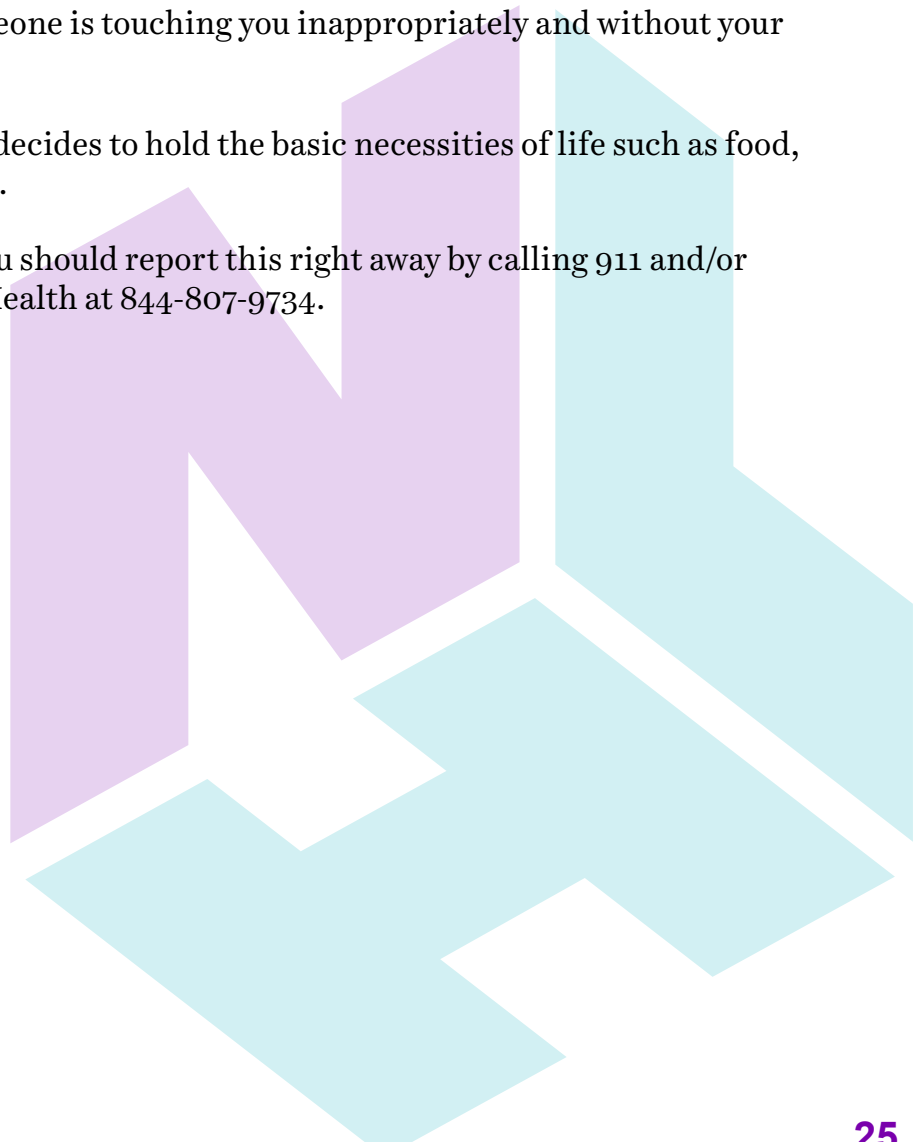 eone is touching you inappropriately and without your
decides to hold the basic necessities of life such as food,
.
u should report this right away by calling 911 and/or
Health at 844-807-9734.
NLH
25